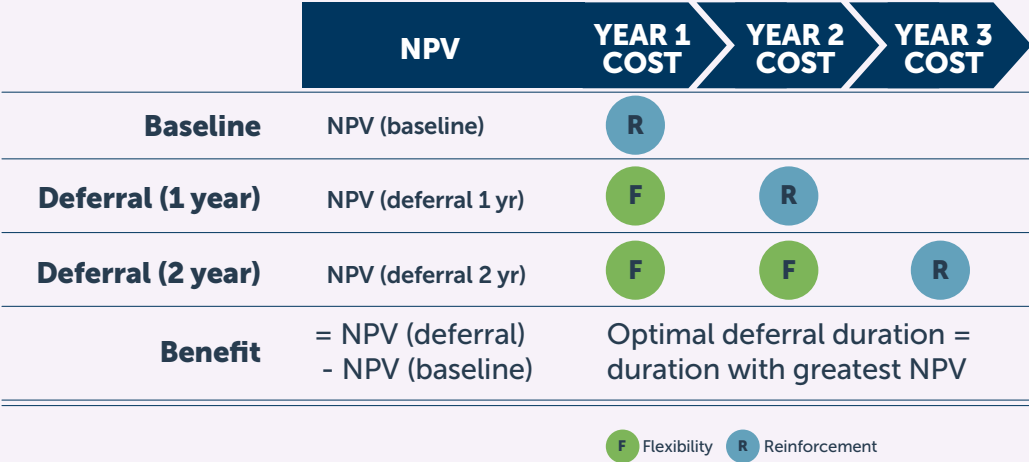 NPV
YEAR 1
COST
YEAR 2
COST
YEAR 3
COST
Baseline
NPV (baseline)
R
Deferral (1 year)
NPV (deferral 1 yr)
F
R
Deferral (2 year)
NPV (deferral 2 yr)
F
F
R
Benefit
= NPV (deferral)
- NPV (baseline)
Optimal deferral duration =
duration with greatest NPV
F Flexibility
R Reinforcement